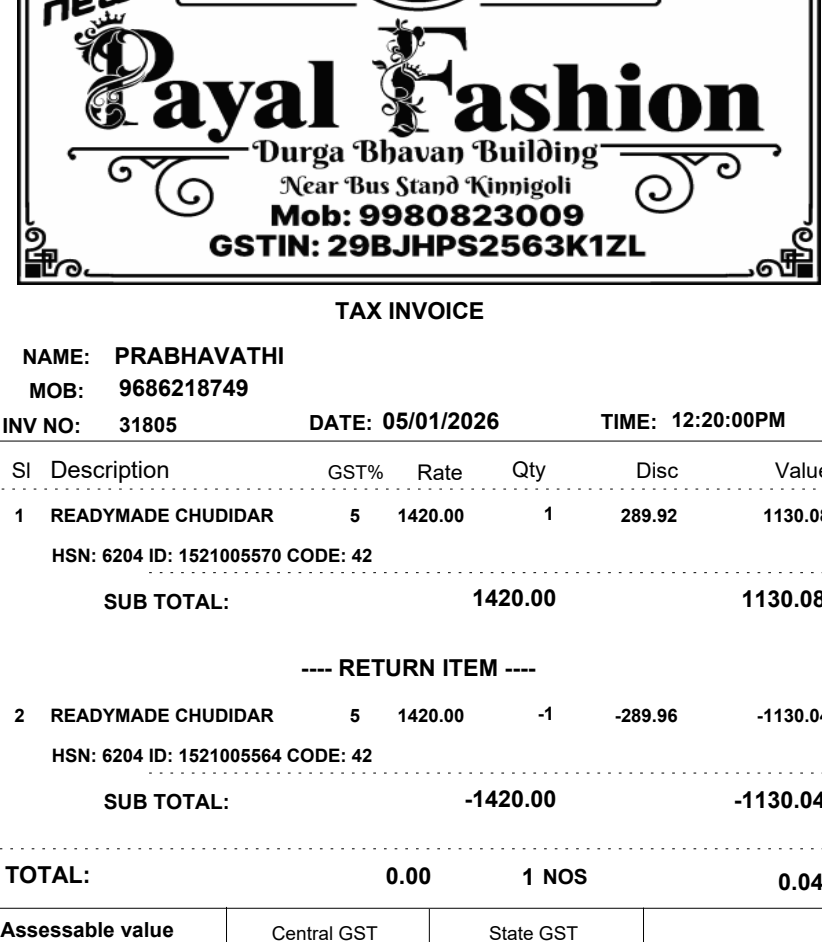 Payal Fashion
Durga Bhavan Building
Near Bus Stand Kinnigoli
Mob: 9980823009
GSTIN: 29BJHPS2563K1ZL
TAX INVOICE
NAME: PRABHAVATHI
MOB: 9686218749
INV NO: 31805 DATE: 05/01/2026 TIME: 12:20:00PM
Sl Description GST% Rate Qty Disc Value
1 READYMADE CHUDIDAR 5 1420.00 1 289.92 1130.08
HSN: 6204 ID: 1521005570 CODE: 42
SUB TOTAL: 1420.00 1130.08
---- RETURN ITEM ----
2 READYMADE CHUDIDAR 5 1420.00 -1 -289.96 -1130.04
HSN: 6204 ID: 1521005564 CODE: 42
SUB TOTAL: -1420.00 -1130.04
TOTAL: 0.00 1 NOS 0.04
Assessable value Central GST State GST